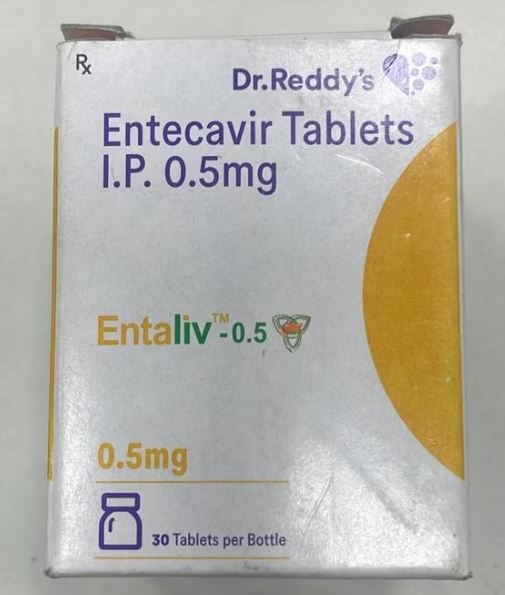 Rx
Dr.Reddy's
Entecavir Tablets
I.P. 0.5mg
Entaliv™-0.5
0.5mg
30 Tablets per Bottle